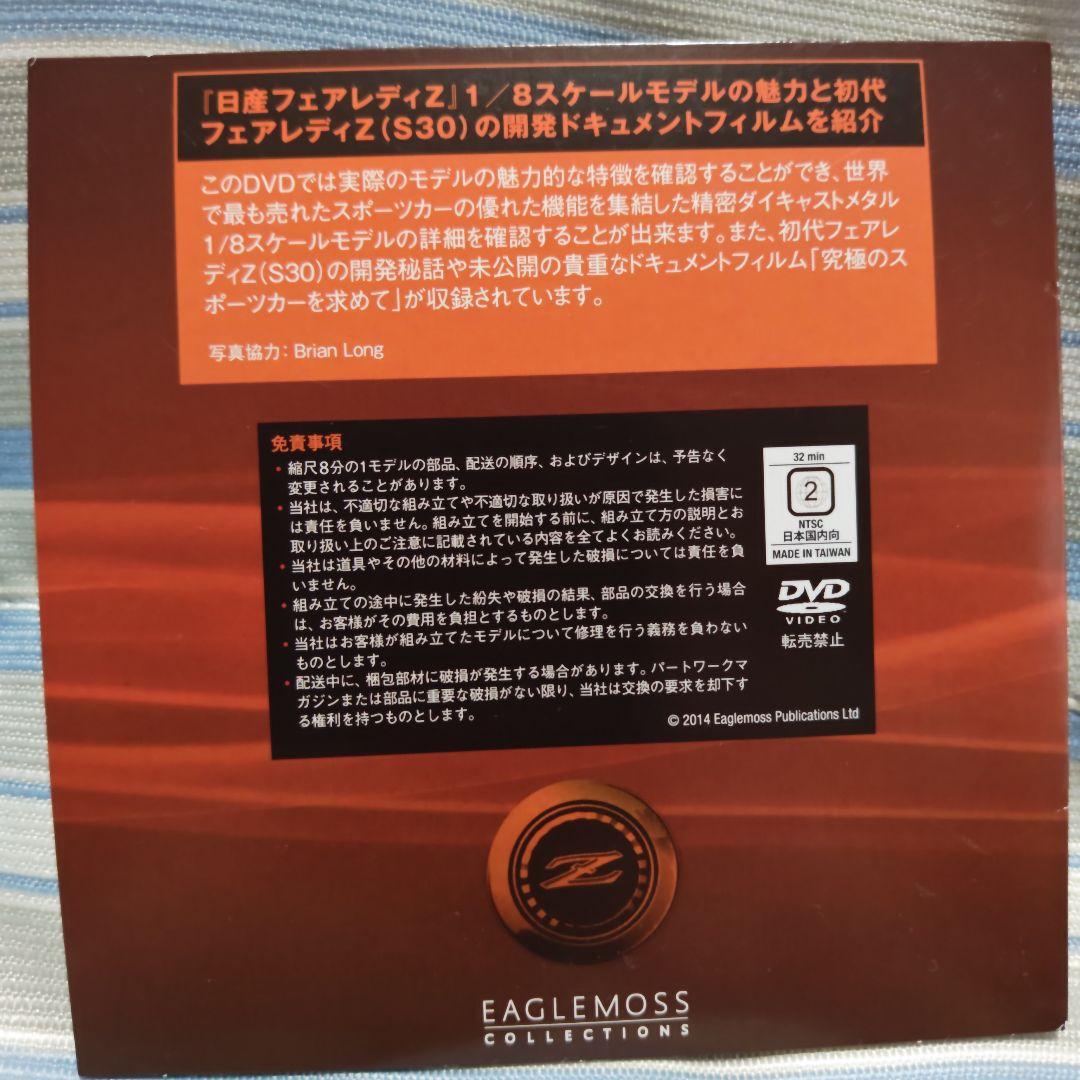 『日産フェアレディZ』1/8スケールモデルの魅力と初代
フェアレディZ(S30)の開発ドキュメントフィルムを紹介
このDVDでは実際のモデルの魅力的な特徴を確認することができ、世界
で最も売れたスポーツカーの優れた機能を集結した精密ダイキャストメタル
1/8スケールモデルの詳細を確認することが出来ます。また、初代フェアレ
ディZ(S30)の開発秘話や未公開の貴重なドキュメントフィルム「究極のス
ポーツカーを求めて」が収録されています。
写真協力：Brian Long
免責事項
・縮尺8分の1モデルの部品、配送の順序、およびデザインは、予告なく
変更されることがあります。
・当社は、不適切な組み立てや不適切な取り扱いが原因で発生した損害に
は責任を負いません。組み立てを開始する前に、組み立て方の説明とお
取り扱い上のご注意に記載されている内容を全てよくお読みください。
・当社は道具やその他の材料によって発生した破損については責任を負
いません。
・組み立ての途中に発生した紛失や破損の結果、部品の交換を行う場合
は、お客様がその費用を負担とするものとします。
・当社はお客様が組み立てたモデルについて修理を行う義務を負わない
ものとします。
・配送中に、梱包部材に破損が発生する場合があります。パートワークマ
ガジンまたは部品に重要な破損がない限り、当社は交換の要求を却下す
る権利を持つものとします。
32 min
2
NTSC
日本国内向
MADE IN TAIWAN
DVD
VIDEO
転売禁止
© 2014 Eaglemoss Publications Ltd
Z
EAGLEMOSS
COLLECTIONS